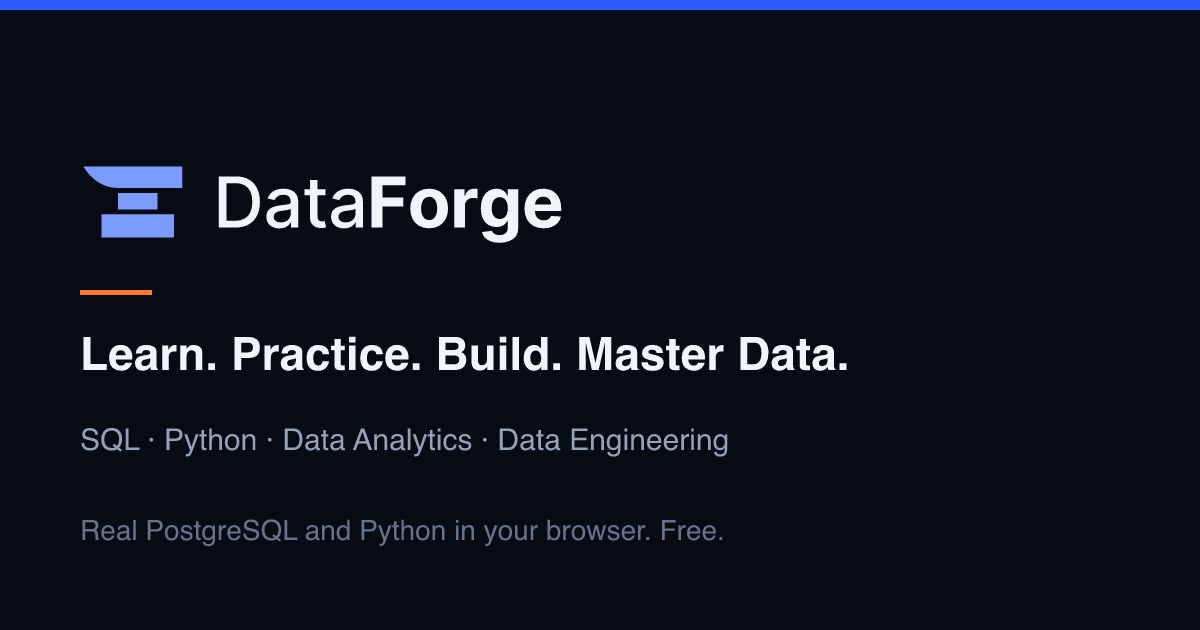 DataForge
Learn. Practice. Build. Master Data.
SQL · Python · Data Analytics · Data Engineering
Real PostgreSQL and Python in your browser. Free.